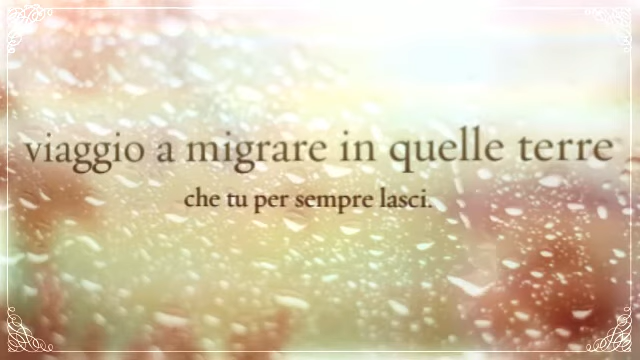 viaggio a migrare in quelle terre
che tu per sempre lasci.